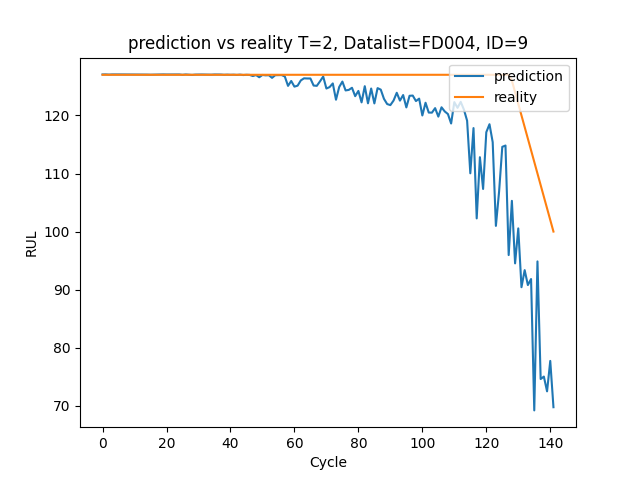 prediction vs reality T=2, Datalist=FD004, ID=9
prediction
reality
120
110
100
90
80
70
RUL
0 20 40 60 80 100 120 140
Cycle